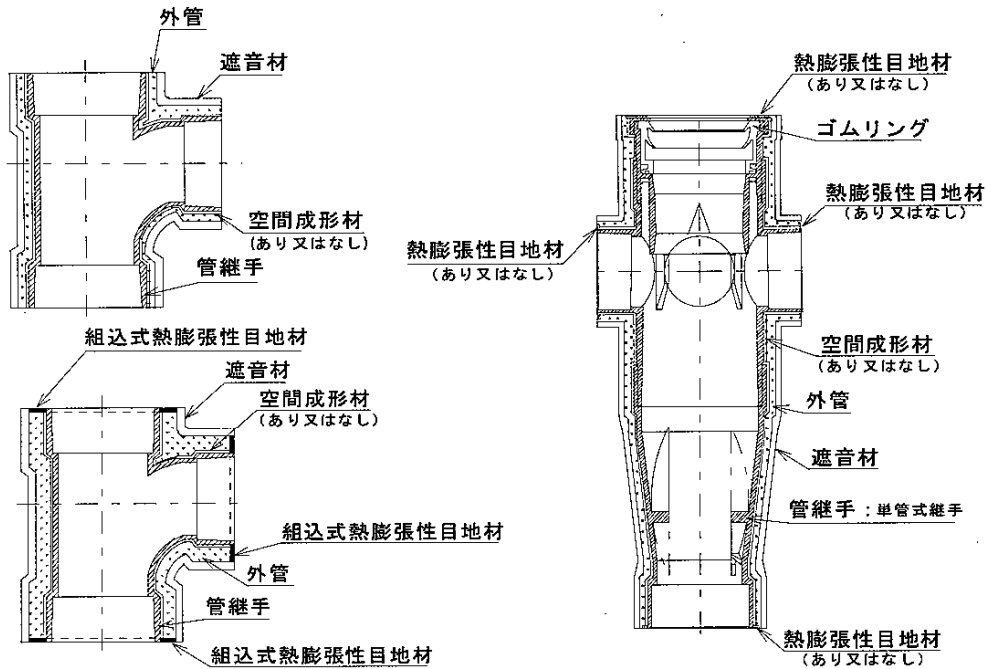 外管
遮音材
空間成形材
(あり又はなし)
管継手
組込式熱膨張性目地材
遮音材
空間成形材
(あり又はなし)
組込式熱膨張性目地材
外管
管継手
組込式熱膨張性目地材
熱膨張性目地材
(あり又はなし)
ゴムリング
熱膨張性目地材
(あり又はなし)
熱膨張性目地材
(あり又はなし)
空間成形材
(あり又はなし)
外管
遮音材
管継手：単管式継手
熱膨張性目地材
(あり又はなし)